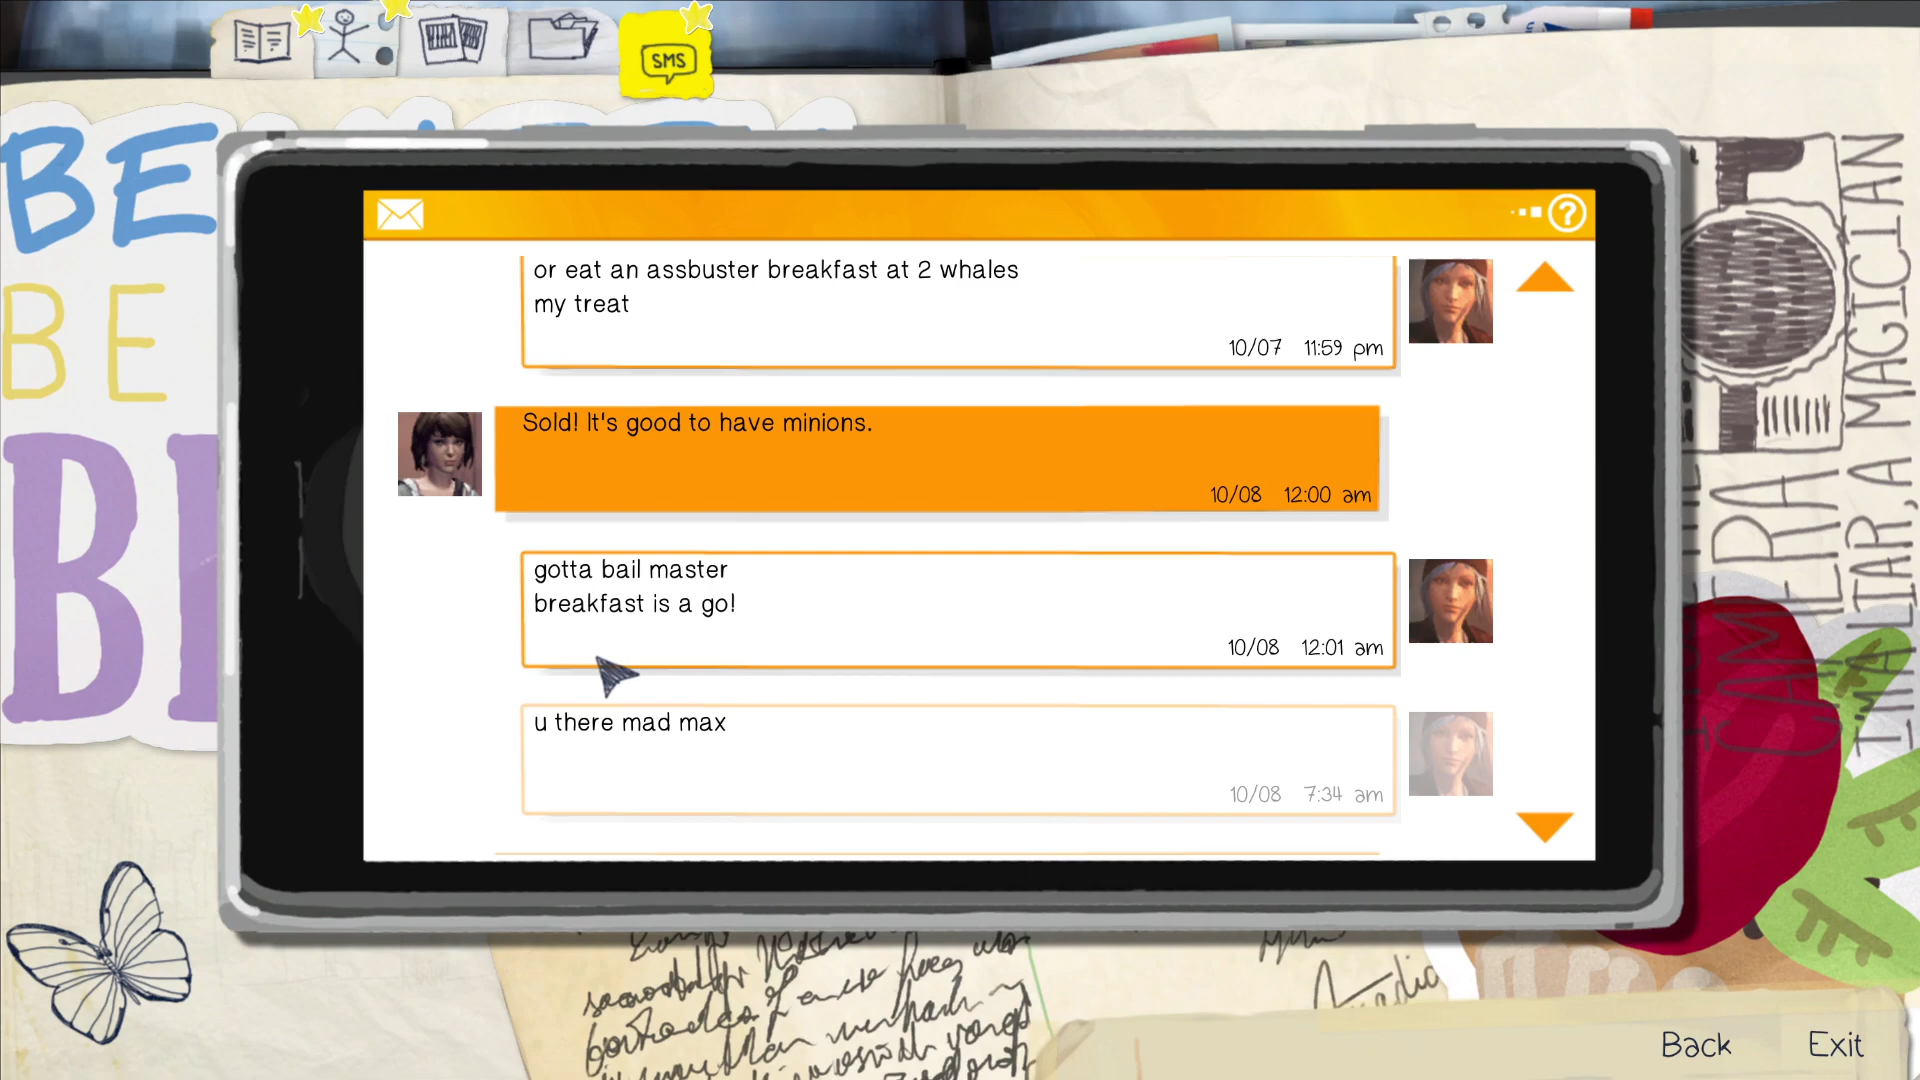 SMS
BE
BE
or eat an assbuster breakfast at 2 whales
my treat
10/07 11:59 pm
Sold! It's good to have minions.
10/08 12:00 am
gotta bail master
breakfast is a go!
10/08 12:01 am
u there mad max
10/08 7:34 am
CAMERA
I'M A LIAR, A MAGICIAN
Back
Exit